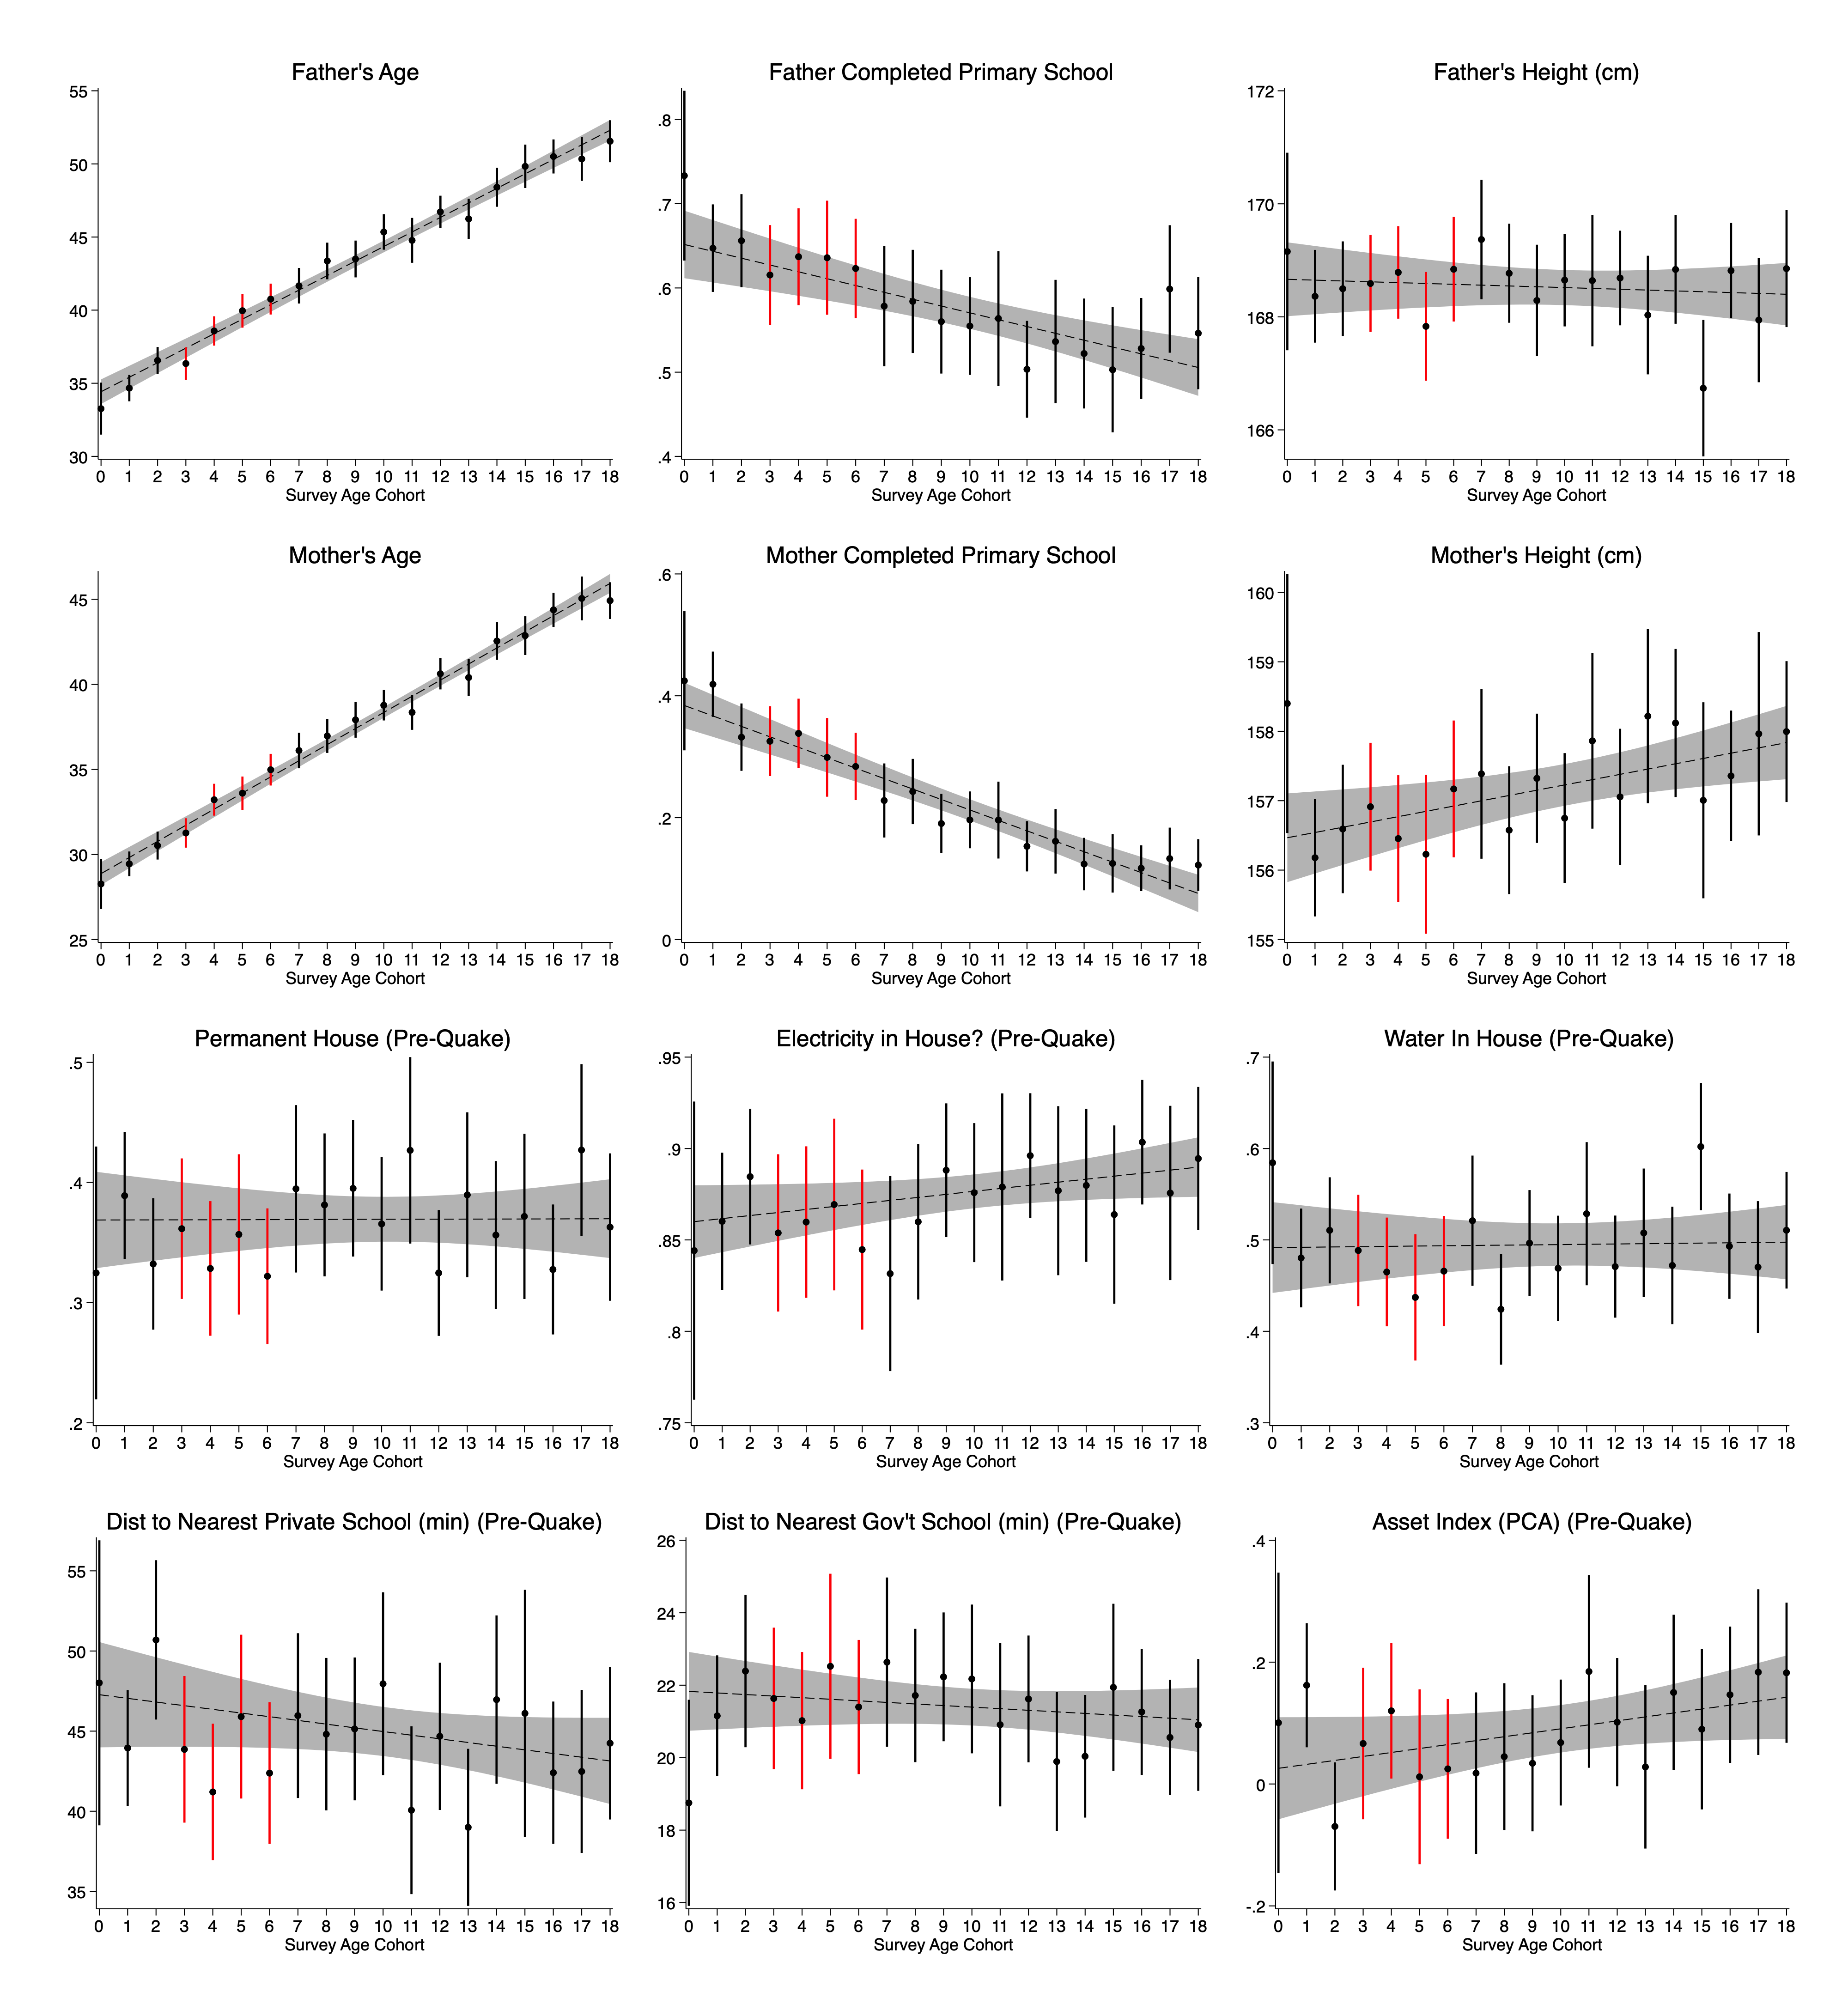 Father's Age
55
50
45
40
35
30
0 1 2 3 4 5 6 7 8 9 10 11 12 13 14 15 16 17 18
Survey Age Cohort
Father Completed Primary School
.8
.7
.6
.5
.4
0 1 2 3 4 5 6 7 8 9 10 11 12 13 14 15 16 17 18
Survey Age Cohort
Father's Height (cm)
172
170
168
166
0 1 2 3 4 5 6 7 8 9 10 11 12 13 14 15 16 17 18
Survey Age Cohort
Mother's Age
45
40
35
30
25
0 1 2 3 4 5 6 7 8 9 10 11 12 13 14 15 16 17 18
Survey Age Cohort
Mother Completed Primary School
.6
.4
.2
0
0 1 2 3 4 5 6 7 8 9 10 11 12 13 14 15 16 17 18
Survey Age Cohort
Mother's Height (cm)
160
159
158
157
156
155
0 1 2 3 4 5 6 7 8 9 10 11 12 13 14 15 16 17 18
Survey Age Cohort
Permanent House (Pre-Quake)
.5
.4
.3
.2
0 1 2 3 4 5 6 7 8 9 10 11 12 13 14 15 16 17 18
Survey Age Cohort
Electricity in House? (Pre-Quake)
.95
.9
.85
.8
.75
0 1 2 3 4 5 6 7 8 9 10 11 12 13 14 15 16 17 18
Survey Age Cohort
Water In House (Pre-Quake)
.7
.6
.5
.4
.3
0 1 2 3 4 5 6 7 8 9 10 11 12 13 14 15 16 17 18
Survey Age Cohort
Dist to Nearest Private School (min) (Pre-Quake)
55
50
45
40
35
0 1 2 3 4 5 6 7 8 9 10 11 12 13 14 15 16 17 18
Survey Age Cohort
Dist to Nearest Gov't School (min) (Pre-Quake)
26
24
22
20
18
16
0 1 2 3 4 5 6 7 8 9 10 11 12 13 14 15 16 17 18
Survey Age Cohort
Asset Index (PCA) (Pre-Quake)
.4
.2
0
-.2
0 1 2 3 4 5 6 7 8 9 10 11 12 13 14 15 16 17 18
Survey Age Cohort